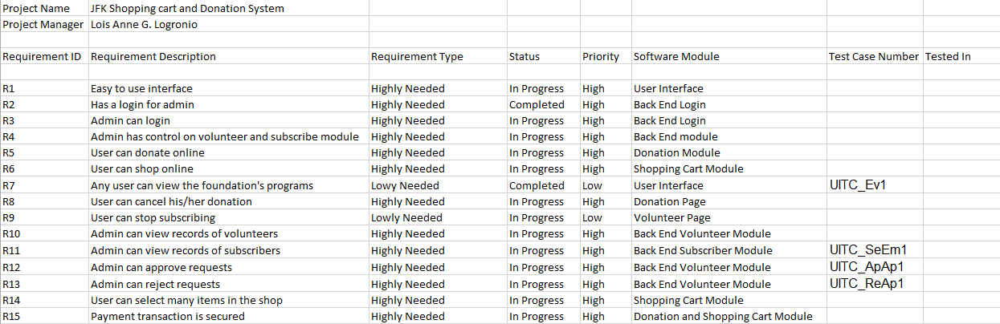 Project Name JFK Shopping cart and Donation System
Project Manager Lois Anne G. Logronio
Requirement ID Requirement Description Requirement Type Status Priority Software Module Test Case Number Tested In
R1 Easy to use interface Highly Needed In Progress High User Interface
R2 Has a login for admin Highly Needed Completed High Back End Login
R3 Admin can login Highly Needed In Progress High Back End Login
R4 Admin has control on volunteer and subscribe module Highly Needed In Progress High Back End module
R5 User can donate online Highly Needed In Progress High Donation Module
R6 User can shop online Highly Needed In Progress High Shopping Cart Module
R7 Any user can view the foundation's programs Lowy Needed Completed Low User Interface UITC_Ev1
R8 User can cancel his/her donation Highly Needed In Progress High Donation Page
R9 User can stop subscribing Lowly Needed In Progress Low Volunteer Page
R10 Admin can view records of volunteers Highly Needed In Progress High Back End Volunteer Module
R11 Admin can view records of subscribers Highly Needed In Progress High Back End Subscriber Module UITC_SeEm1
R12 Admin can approve requests Highly Needed In Progress High Back End Volunteer Module UITC_ApAp1
R13 Admin can reject requests Highly Needed In Progress High Back End Volunteer Module UITC_ReAp1
R14 User can select many items in the shop Highly Needed In Progress High Shopping Cart Module
R15 Payment transaction is secured Highly Needed In Progress High Donation and Shopping Cart Module